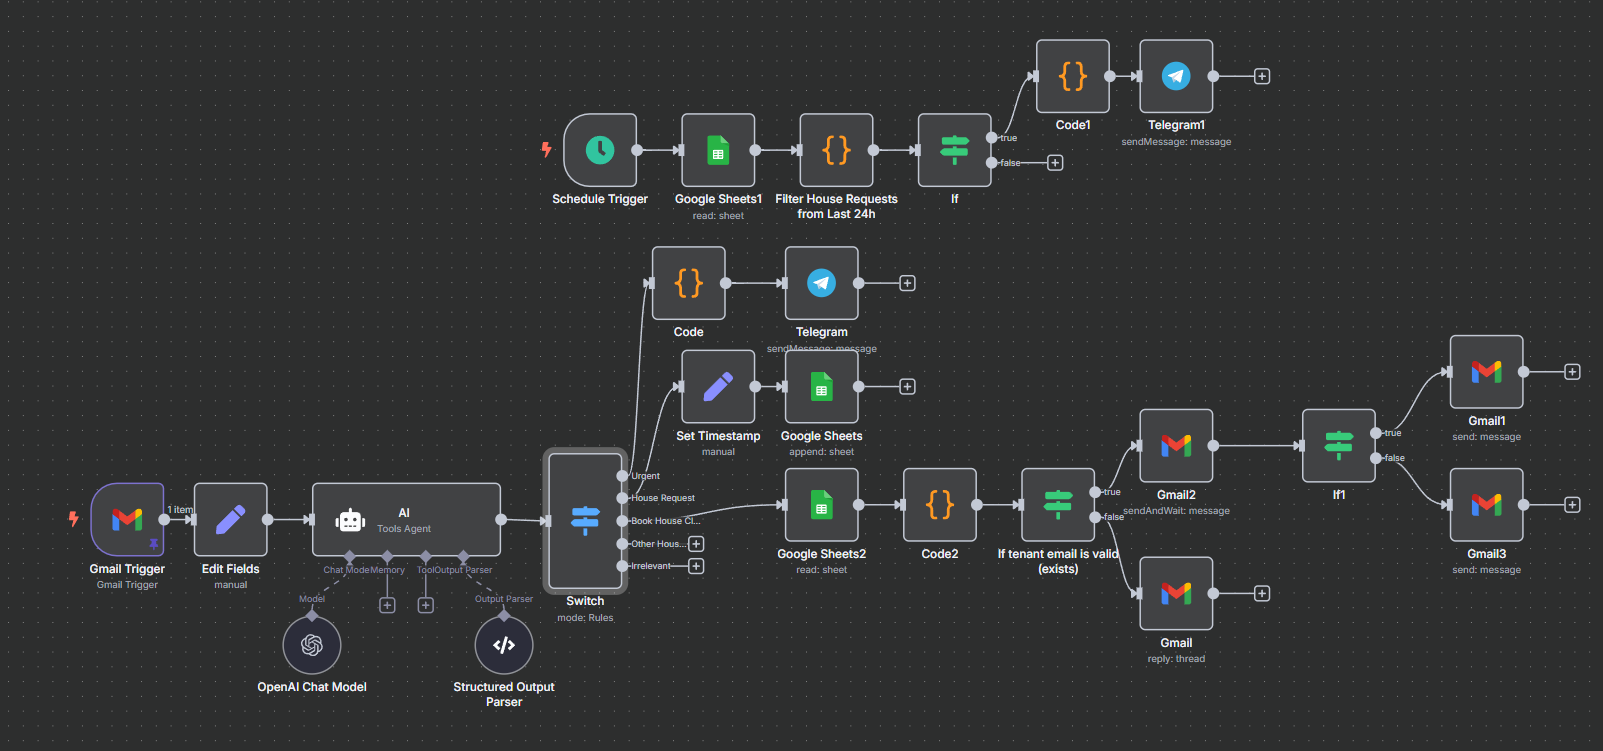 Code1
Telegram1
sendMessage: message
true
false
Schedule Trigger
Google Sheets1
read: sheet
Filter House Requests
from Last 24h
If
Code
Telegram
sendMessage: message
Set Timestamp
manual
Google Sheets
append: sheet
Gmail Trigger
Gmail Trigger
1 item
Edit Fields
manual
AI
Tools Agent
Chat Model
Memory
Tool
Output Parser
Model
Output Parser
OpenAI Chat Model
Structured Output
Parser
Switch
mode: Rules
Urgent
House Request
Book House Cl...
Other Hous...
Irrelevant
Google Sheets2
read: sheet
Code2
If tenant email is valid
(exists)
true
false
Gmail2
sendAndWait: message
Gmail
reply: thread
If1
true
false
Gmail1
send: message
Gmail3
send: message